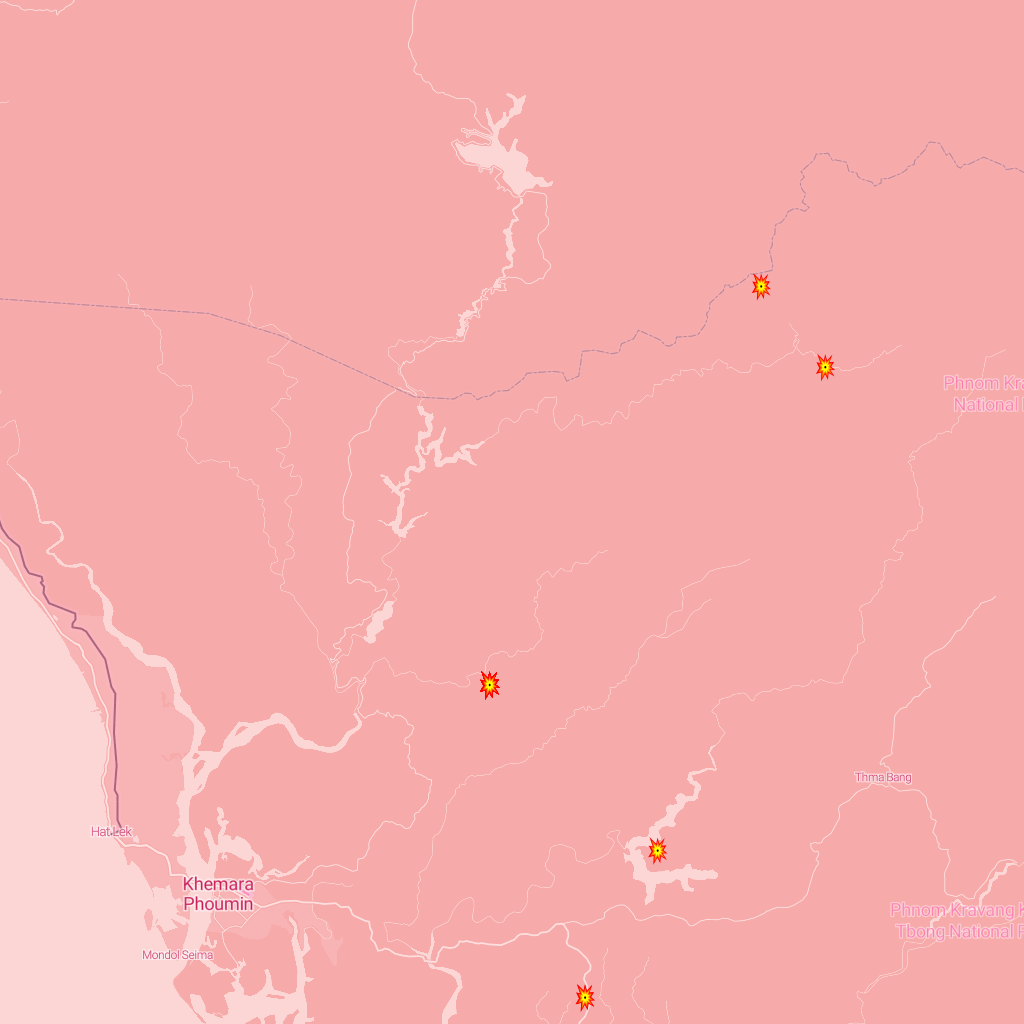 Phnom Kra
National
Thma Bang
Hat Lek
Khemara
Phoumin
Phnom Kravang
Tbong National
Mondol Seima